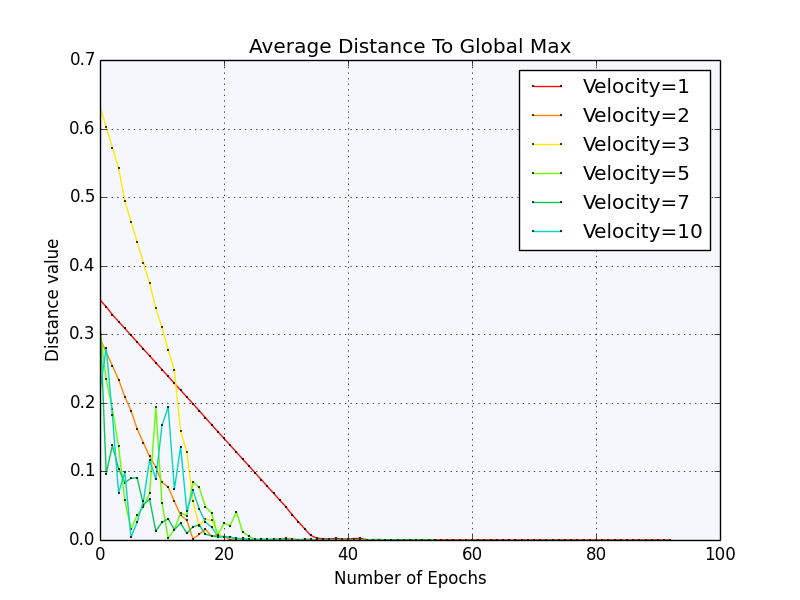 Average Distance To Global Max
0.7
0.6
0.5
0.4
0.3
0.2
0.1
0.0
Distance value
Velocity=1
Velocity=2
Velocity=3
Velocity=5
Velocity=7
Velocity=10
0 20 40 60 80 100
Number of Epochs